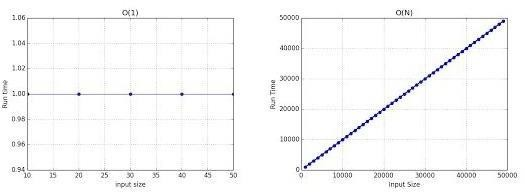 O(1)
1.06
1.04
1.02
1.00
0.98
0.96
0.94
10 15 20 25 30 35 40 45 50
Run time
input size
O(N)
50000
40000
30000
20000
10000
0
0 10000 20000 30000 40000 50000
Run Time
Input Size